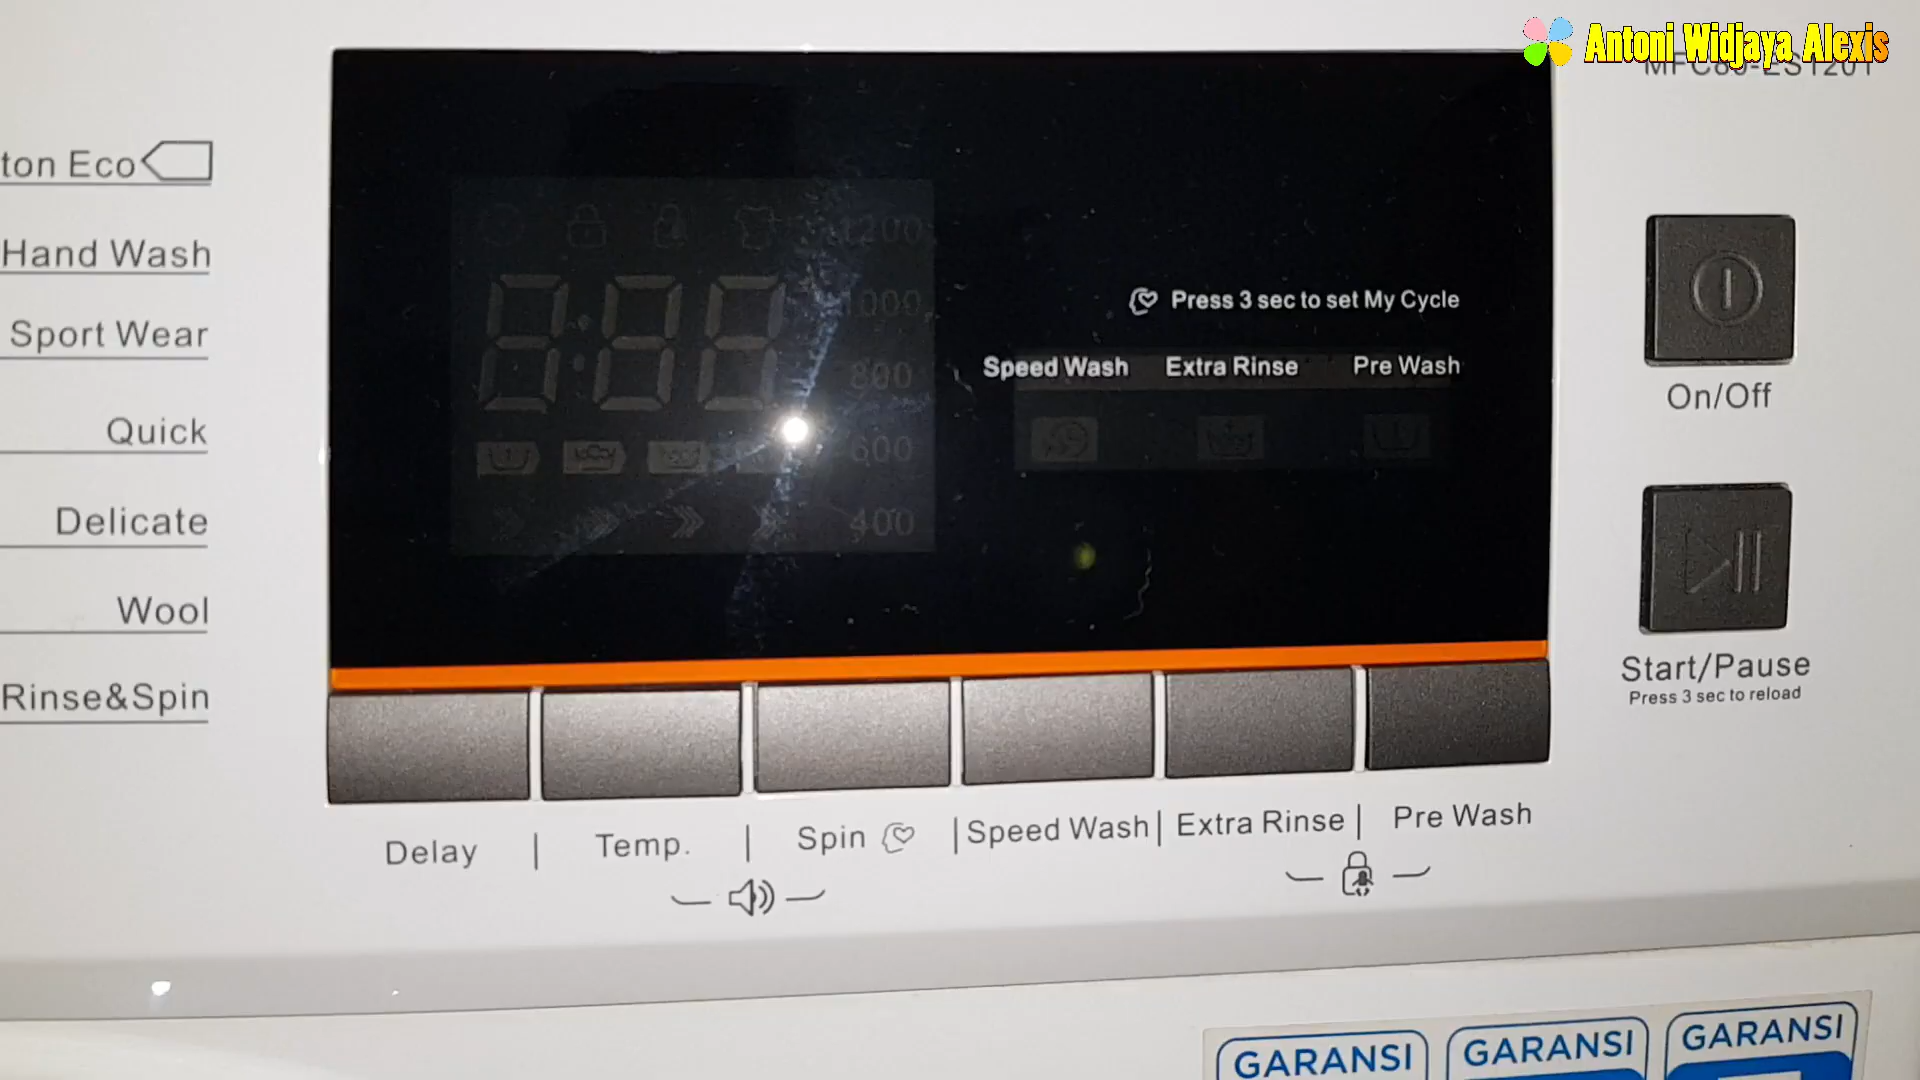 Antoni Widjaya Alexis
ton Eco
Hand Wash
Sport Wear
Quick
Delicate
Wool
Rinse&Spin
1200
1000
800
600
400
8:88
Press 3 sec to set My Cycle
Speed Wash Extra Rinse Pre Wash
On/Off
Start/Pause
Press 3 sec to reload
Delay | Temp. | Spin | Speed Wash | Extra Rinse | Pre Wash
GARANSI GARANSI GARANSI